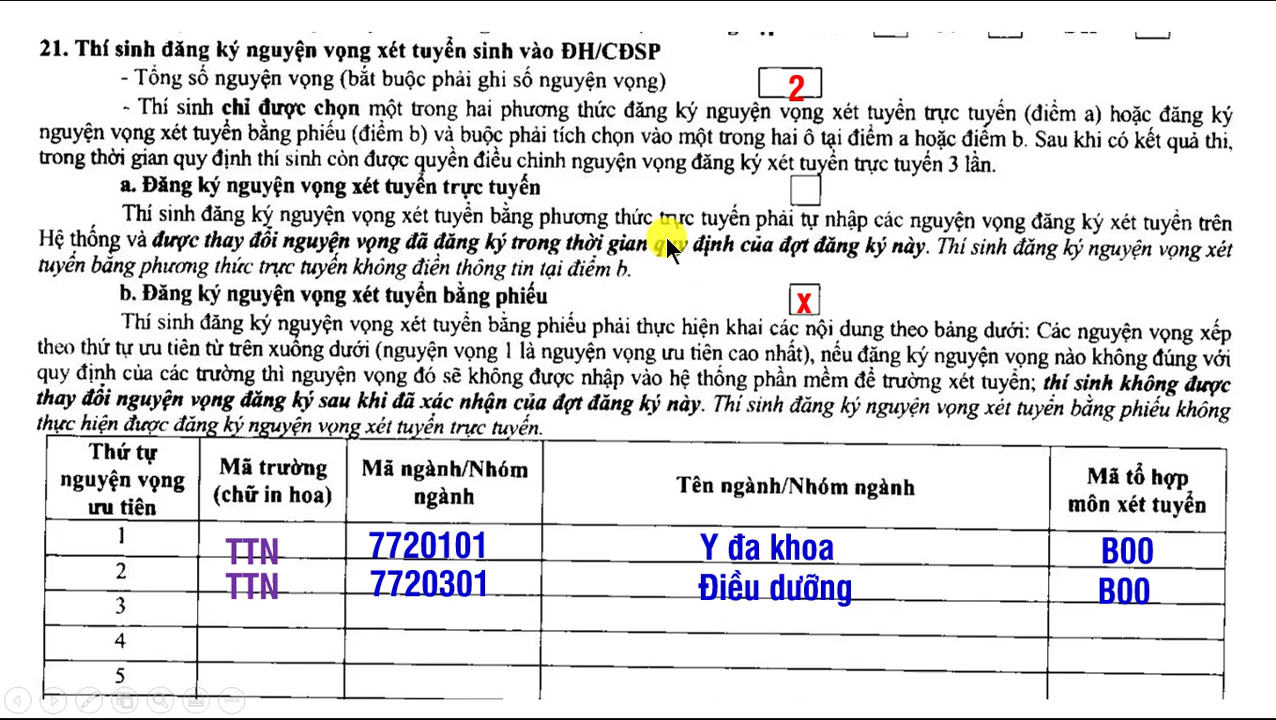 21. Thí sinh đăng ký nguyện vọng xét tuyển sinh vào ĐH/CĐSP
- Tổng số nguyện vọng (bắt buộc phải ghi số nguyện vọng) 2
- Thí sinh chỉ được chọn một trong hai phương thức đăng ký nguyện vọng xét tuyển trực tuyến (điểm a) hoặc đăng ký
nguyện vọng xét tuyển bằng phiếu (điểm b) và buộc phải tích chọn vào một trong hai ô tại điểm a hoặc điểm b. Sau khi có kết quả thi,
trong thời gian quy định thí sinh còn được quyền điều chỉnh nguyện vọng đăng ký xét tuyển trực tuyến 3 lần.
a. Đăng ký nguyện vọng xét tuyển trực tuyến
Thí sinh đăng ký nguyện vọng xét tuyển bằng phương thức trực tuyến phải tự nhập các nguyện vọng đăng ký xét tuyển trên
Hệ thống và được thay đổi nguyện vọng đã đăng ký trong thời gian quy định của đợt đăng ký này. Thí sinh đăng ký nguyện vọng xét
tuyển bằng phương thức trực tuyến không điền thông tin tại điểm b.
b. Đăng ký nguyện vọng xét tuyển bằng phiếu X
Thí sinh đăng ký nguyện vọng xét tuyển bằng phiếu phải thực hiện khai các nội dung theo bảng dưới: Các nguyện vọng xếp
theo thứ tự ưu tiên từ trên xuống dưới (nguyện vọng 1 là nguyện vọng ưu tiên cao nhất), nếu đăng ký nguyện vọng nào không đúng với
quy định của các trường thì nguyện vọng đó sẽ không được nhập vào hệ thống phần mềm để trường xét tuyển; thí sinh không được
thay đổi nguyện vọng đăng ký sau khi đã xác nhận của đợt đăng ký này. Thí sinh đăng ký nguyện vọng xét tuyển bằng phiếu không
thực hiện được đăng ký nguyện vọng xét tuyển trực tuyến.
Thứ tự
nguyện vọng
ưu tiên
Mã trường
(chữ in hoa)
Mã ngành/Nhóm
ngành
Tên ngành/Nhóm ngành
Mã tổ hợp
môn xét tuyển
1 TTN 7720101 Y đa khoa B00
2 TTN 7720301 Điều dưỡng B00
3
4
5